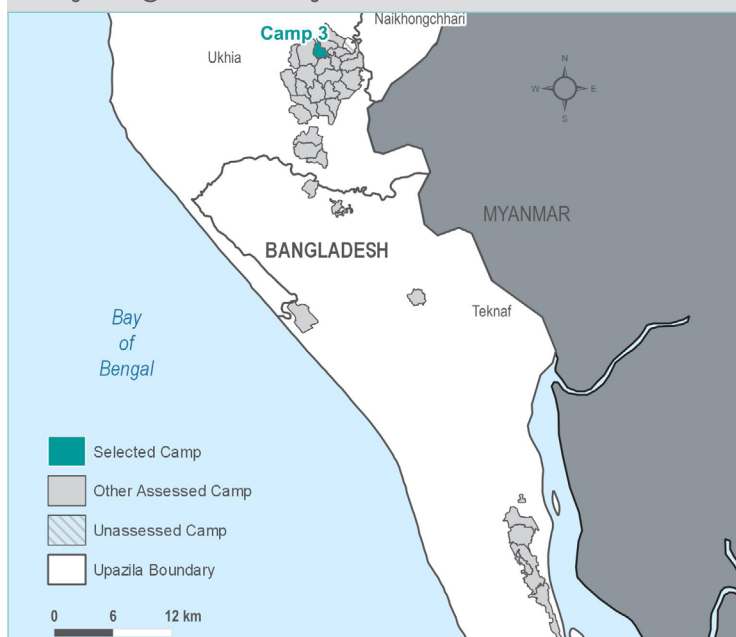 Naikhongchhari
Camp 3
Ukhia
N
W E
S
MYANMAR
BANGLADESH
Teknaf
Bay
of
Bengal
Selected Camp
Other Assessed Camp
Unassessed Camp
Upazila Boundary
0 6 12 km